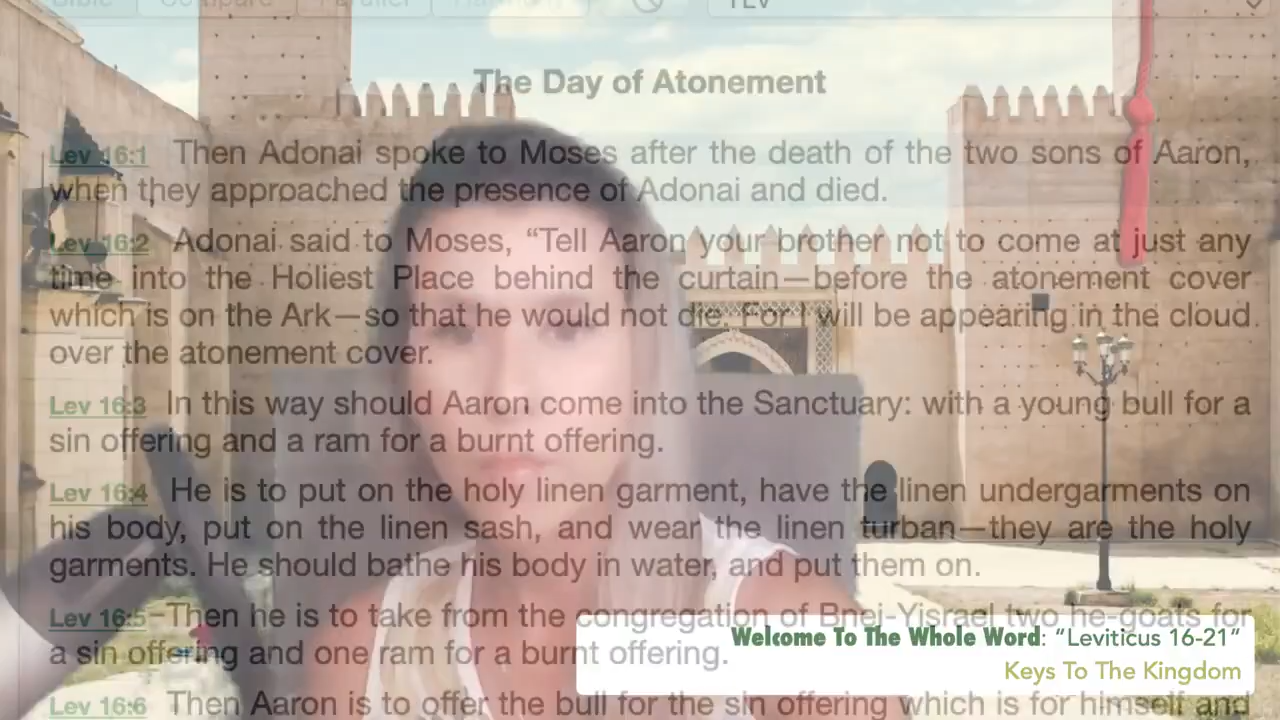 Bible Compare Parallel TLV
The Day of Atonement
Lev 16:1 Then Adonai spoke to Moses after the death of the two sons of Aaron,
when they approached the presence of Adonai and died.
Lev 16:2 Adonai said to Moses, “Tell Aaron your brother not to come at just any
time into the Holiest Place behind the curtain—before the atonement cover
which is on the Ark—so that he would not die. For I will be appearing in the cloud
over the atonement cover.
Lev 16:3 In this way should Aaron come into the Sanctuary: with a young bull for a
sin offering and a ram for a burnt offering.
Lev 16:4 He is to put on the holy linen garment, have the linen undergarments on
his body, put on the linen sash, and wear the linen turban—they are the holy
garments. He should bathe his body in water, and put them on.
Lev 16:5 Then he is to take from the congregation of Bnei-Yisrael two he-goats for
a sin offering and one ram for a burnt offering.
Welcome To The Whole Word: “Leviticus 16-21”
Keys To The Kingdom
Lev 16:6 Then Aaron is to offer the bull for the sin offering which is for himself and